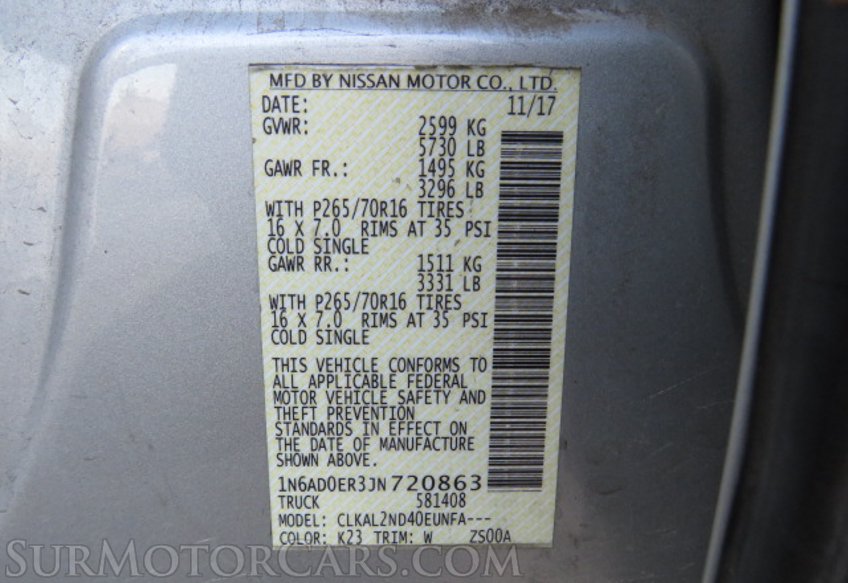 MFD BY NISSAN MOTOR CO., LTD.
DATE: 11/17
GVWR: 2599 KG
5730 LB
GAWR FR.: 1495 KG
3296 LB
WITH P265/70R16 TIRES
16 X 7.0 RIMS AT 35 PSI
COLD SINGLE
GAWR RR.: 1511 KG
3331 LB
WITH P265/70R16 TIRES
16 X 7.0 RIMS AT 35 PSI
COLD SINGLE
THIS VEHICLE CONFORMS TO
ALL APPLICABLE FEDERAL
MOTOR VEHICLE SAFETY AND
THEFT PREVENTION
STANDARDS IN EFFECT ON
THE DATE OF MANUFACTURE
SHOWN ABOVE.
1N6AD0ER3JN720863
TRUCK 581408
MODEL: CLKAL2ND40EUNFA---
COLOR: K23 TRIM: W ZS00A
SURMOTORCARS.COM